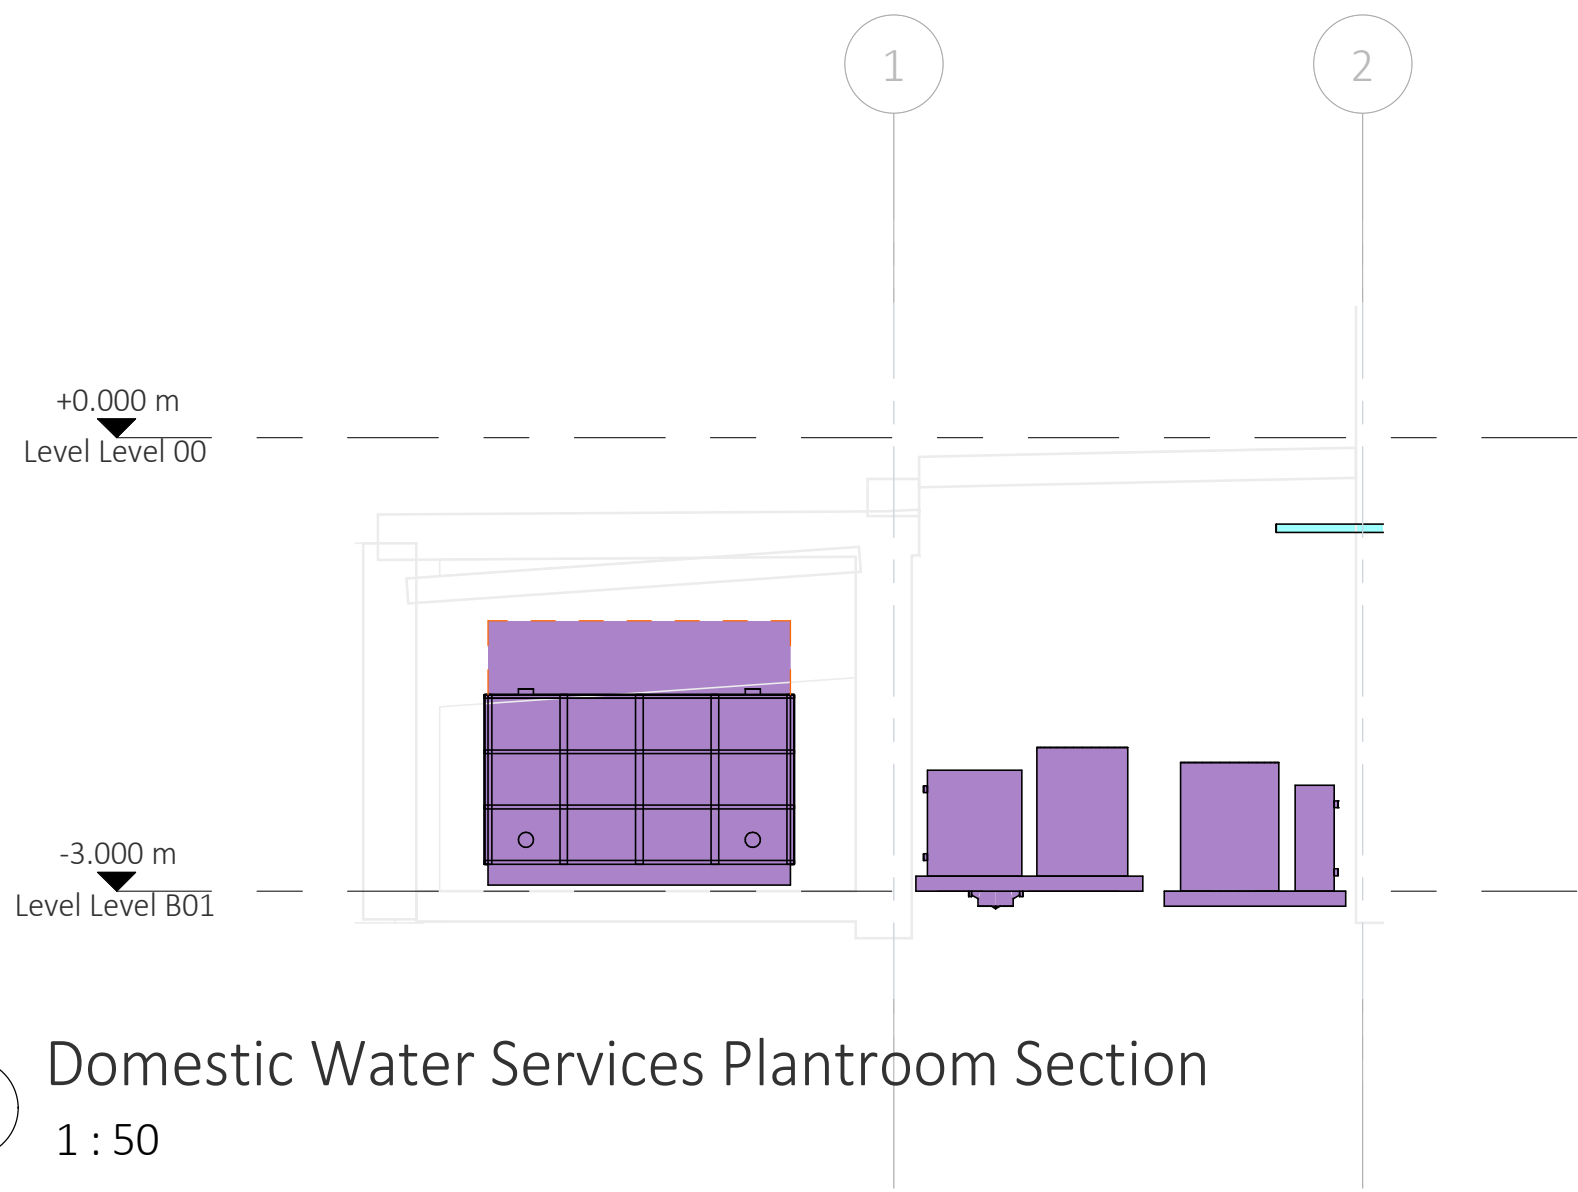 1
2
+0.000 m
Level Level 00
-3.000 m
Level Level B01
Domestic Water Services Plantroom Section
1 : 50